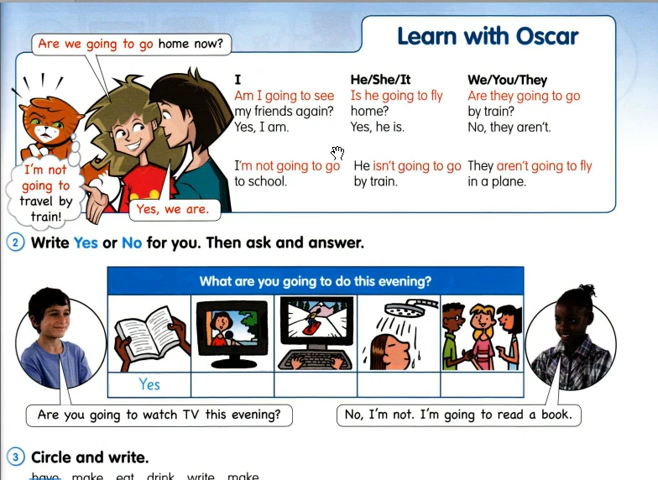 Are we going to go home now?
Learn with Oscar
I
Am I going to see
my friends again?
Yes, I am.
He/She/It
Is he going to fly
home?
Yes, he is.
We/You/They
Are they going to go
by train?
No, they aren't.
I'm not
going to
travel by
train!
Yes, we are.
I'm not going to go
to school.
He isn't going to go
by train.
They aren't going to fly
in a plane.
2 Write Yes or No for you. Then ask and answer.
What are you going to do this evening?
Yes
Are you going to watch TV this evening?
No, I'm not. I'm going to read a book.
3 Circle and write.
have make eat drink write make